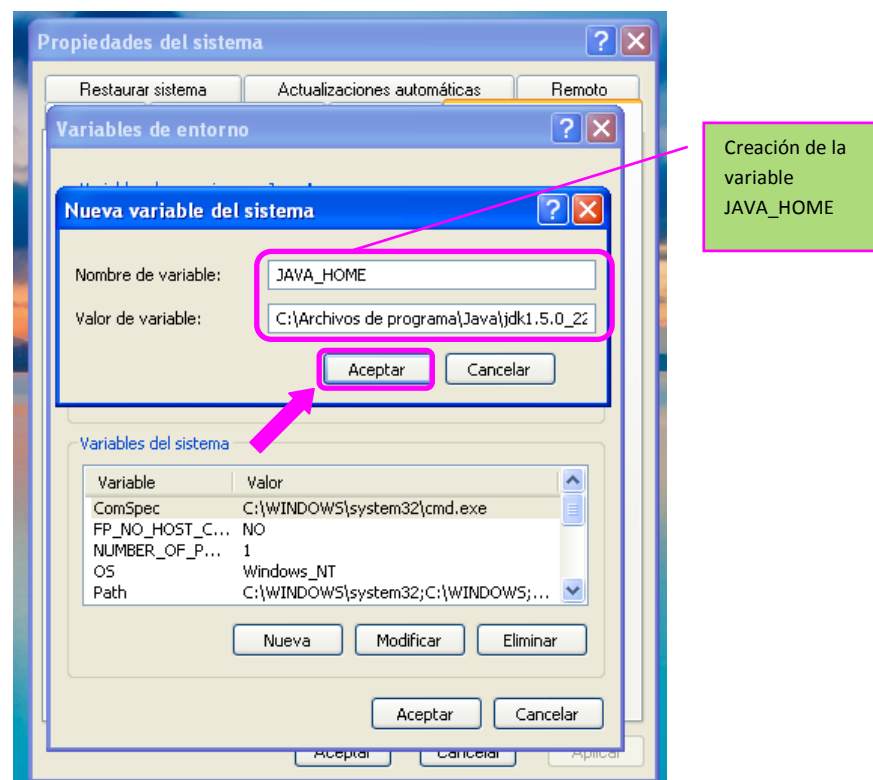 Propiedades del sistema
Restaurar sistema
Actualizaciones automáticas
Remoto
Variables de entorno
Nueva variable del sistema
Nombre de variable:
JAVA_HOME
Valor de variable:
C:\Archivos de programa\Java\jdk1.5.0_22
Aceptar
Cancelar
Creación de la
variable
JAVA_HOME
Variables del sistema
Variable
Valor
ComSpec
C:\WINDOWS\system32\cmd.exe
FP_NO_HOST_C...
NO
NUMBER_OF_P...
1
OS
Windows_NT
Path
C:\WINDOWS\system32;C:\WINDOWS;...
Nueva
Modificar
Eliminar
Aceptar
Cancelar
Aceptar
Cancelar
Aplicar